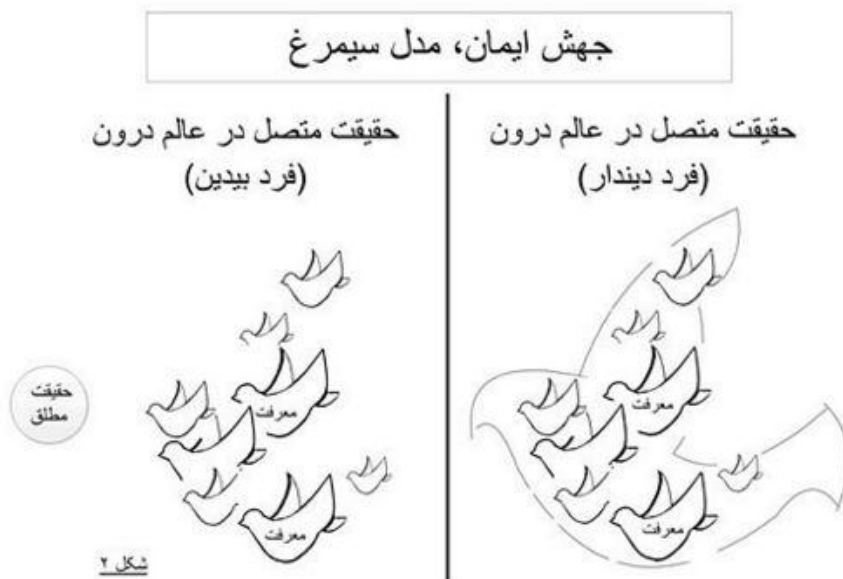 جهش ایمان، مدل سیمرغ
حقیقت متصل در عالم درون
(فرد دیندار)
معرفت
معرفت
حقیقت متصل در عالم درون
(فرد بیدین)
معرفت
معرفت
حقیقت
مطلق
شکل ۲